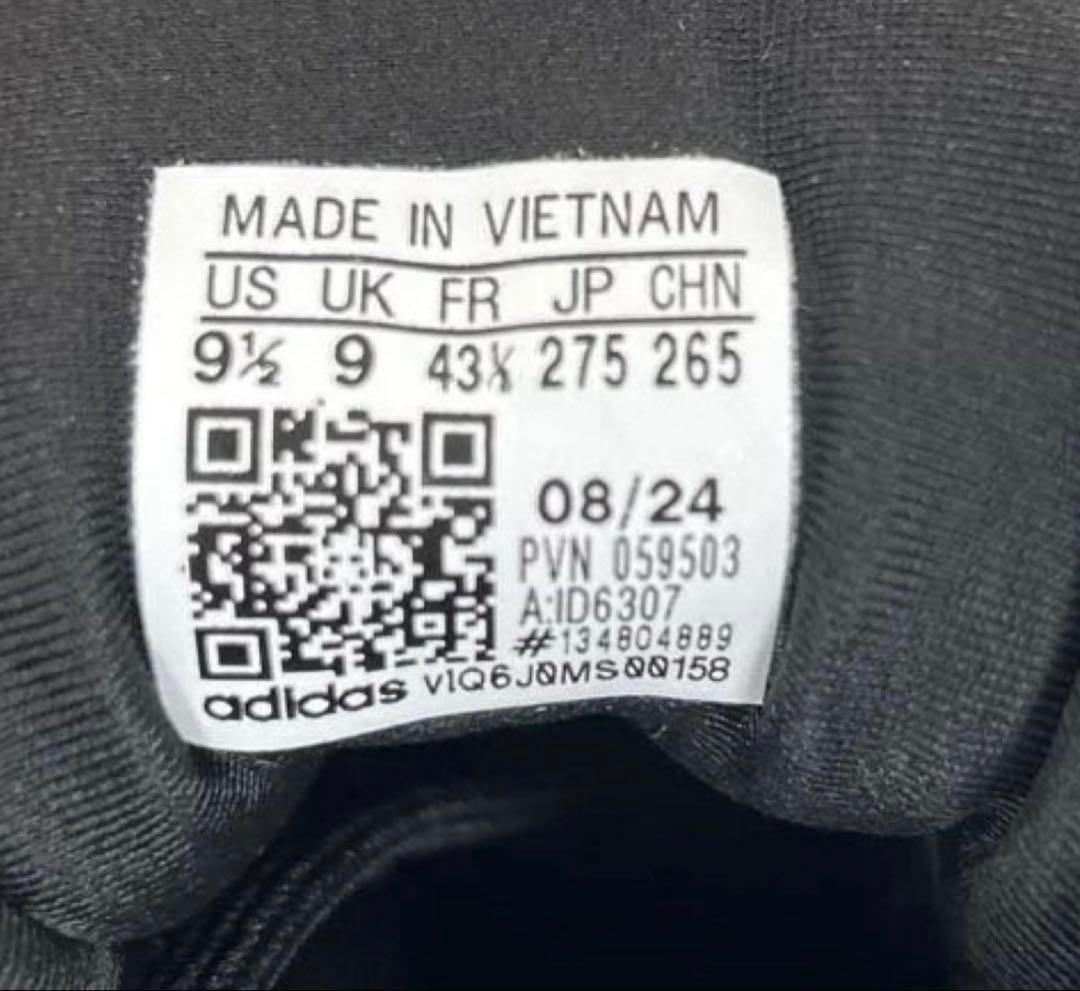 MADE IN VIETNAM
US UK FR JP CHN
9½ 9 43⅓ 275 265
08/24
PVN 059503
A:ID6307
#134804889
adidas V1Q6J0MS00158